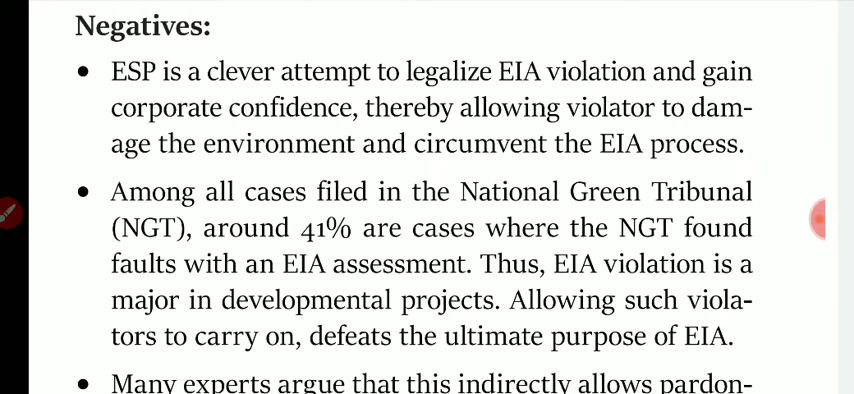 Negatives:
• ESP is a clever attempt to legalize EIA violation and gain
corporate confidence, thereby allowing violator to dam-
age the environment and circumvent the EIA process.
• Among all cases filed in the National Green Tribunal
(NGT), around 41% are cases where the NGT found
faults with an EIA assessment. Thus, EIA violation is a
major in developmental projects. Allowing such viola-
tors to carry on, defeats the ultimate purpose of EIA.
• Many experts argue that this indirectly allows pardon-